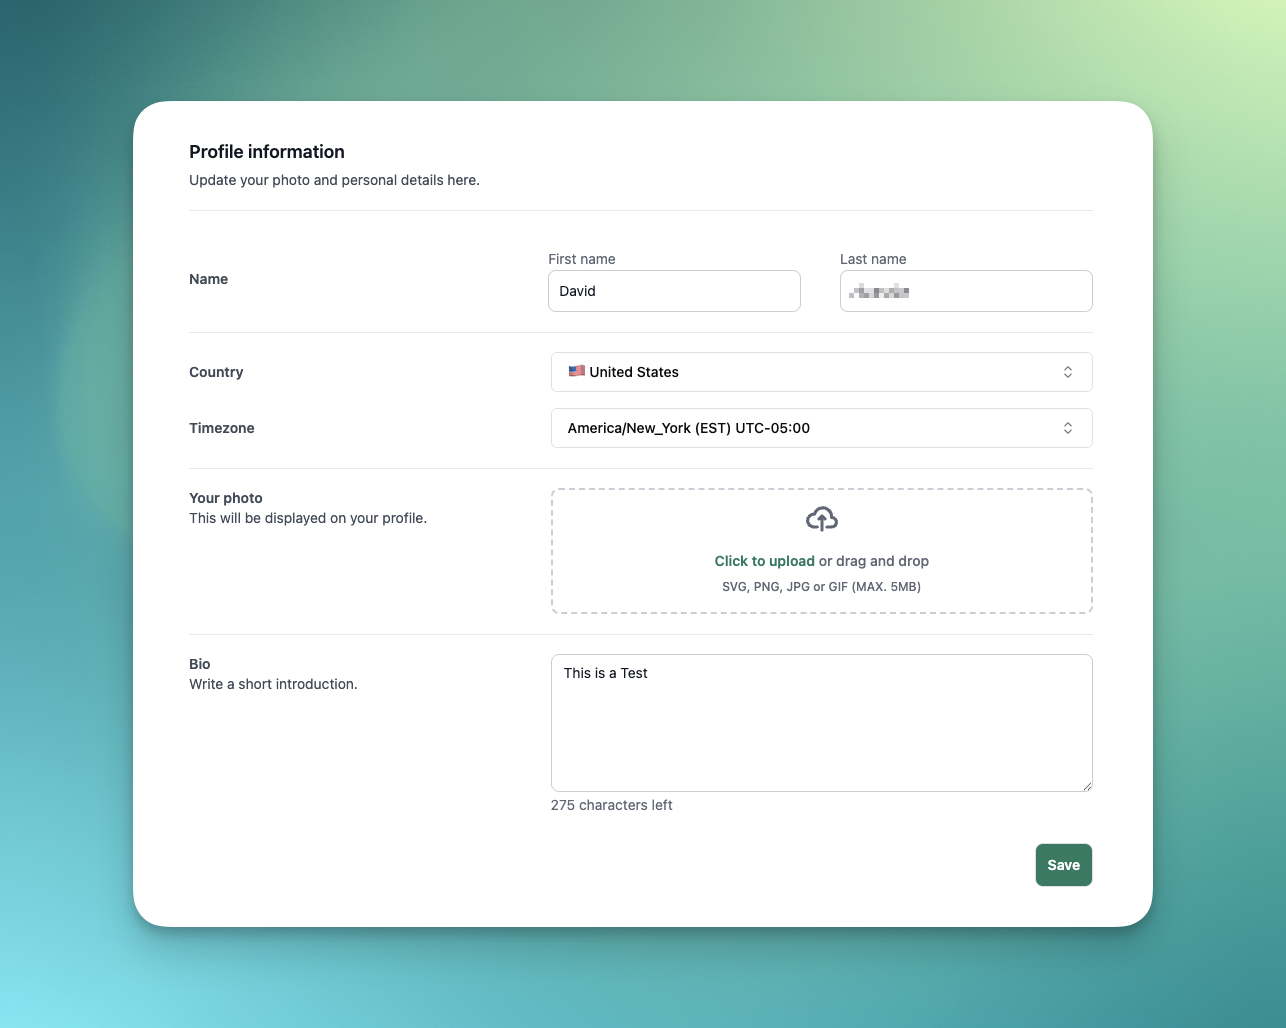 Profile information
Update your photo and personal details here.
Name
First name
Last name
David
Country
🇺🇸 United States
Timezone
America/New_York (EST) UTC-05:00
Your photo
This will be displayed on your profile.
Click to upload or drag and drop
SVG, PNG, JPG or GIF (MAX. 5MB)
Bio
Write a short introduction.
This is a Test
275 characters left
Save